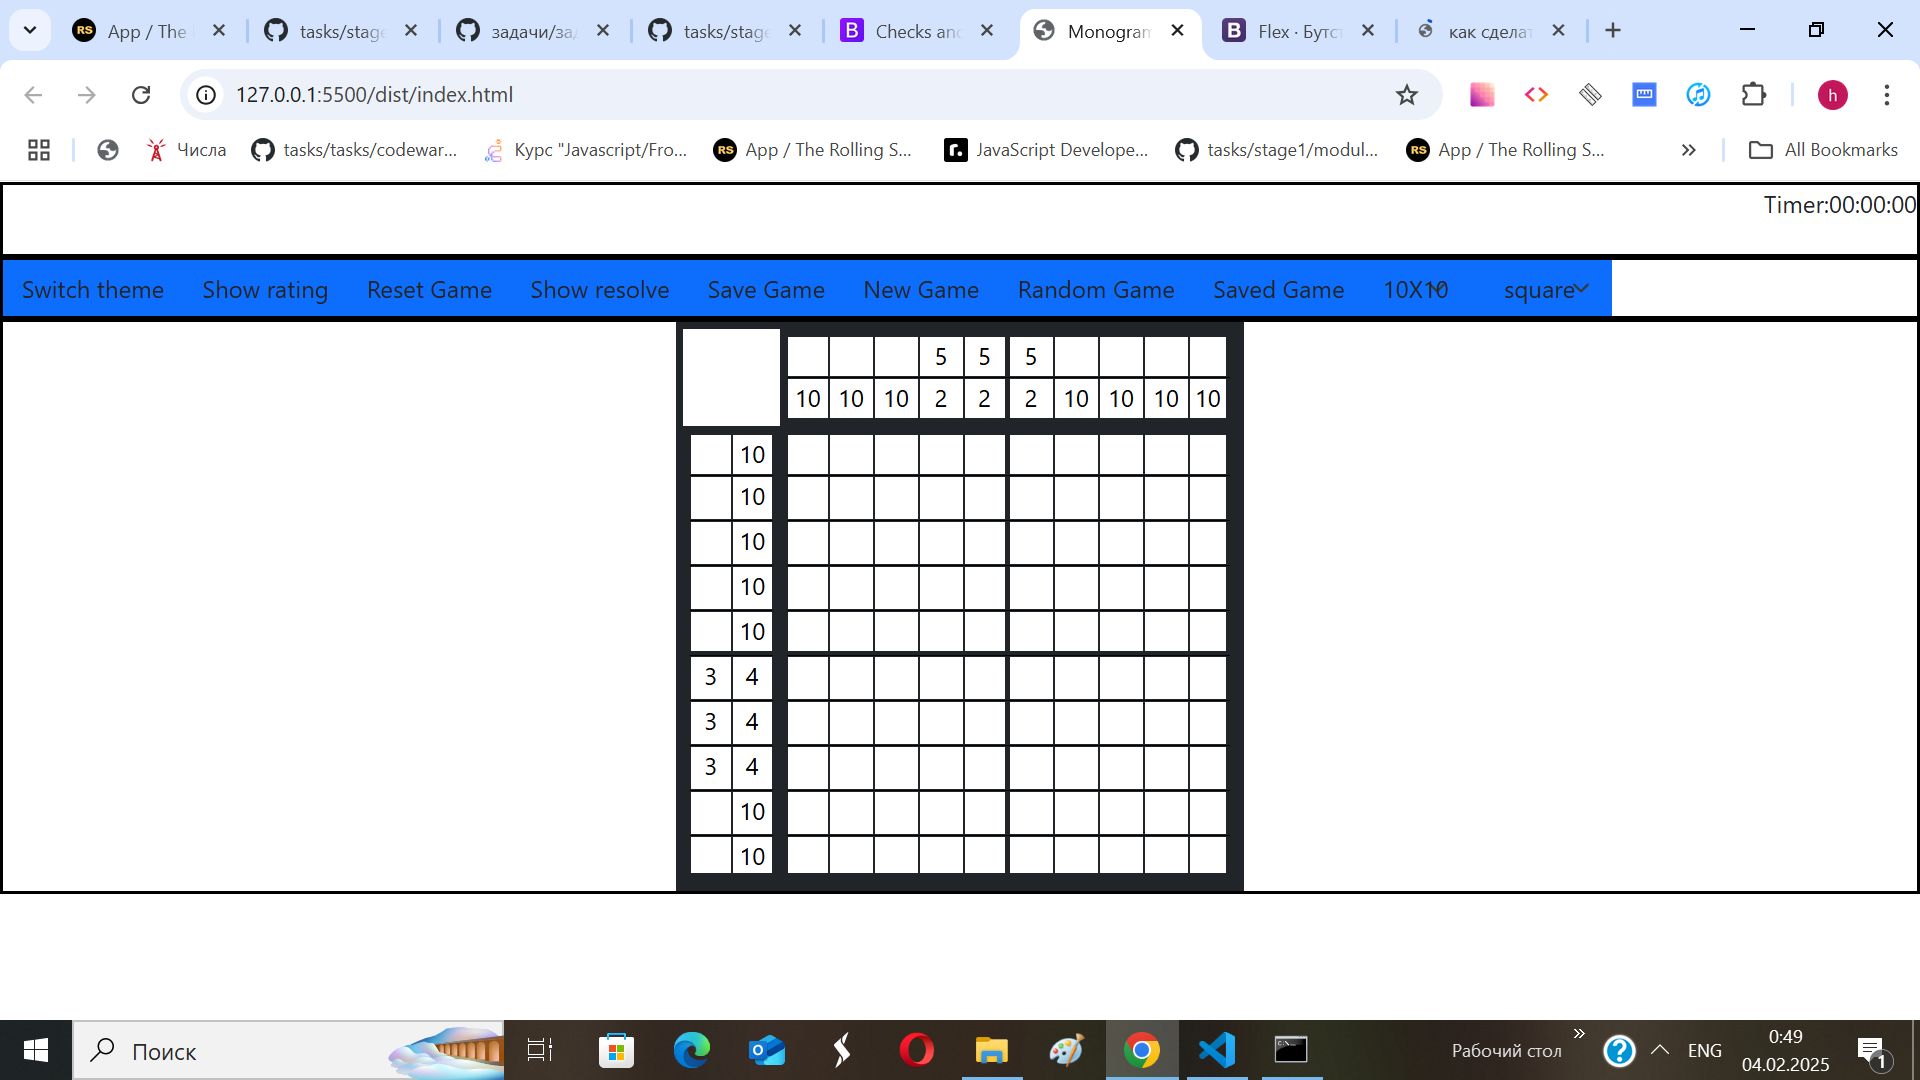 App / The
tasks/stage
задачи/за
tasks/stage
Checks and
Monogram
Flex · Бутст
как сделат
127.0.0.1:5500/dist/index.html
h
Числа
tasks/tasks/codewar...
Курс "Javascript/Fro...
App / The Rolling S...
JavaScript Develope...
tasks/stage1/modul...
App / The Rolling S...
All Bookmarks
Timer:00:00:00
Switch theme Show rating Reset Game Show resolve Save Game New Game Random Game Saved Game 10X10 square
5 5 5
10 10 10 2 2 2 10 10 10 10
10
10
10
10
10
3 4
3 4
3 4
10
10
Поиск
Рабочий стол
ENG
0:49
04.02.2025
1